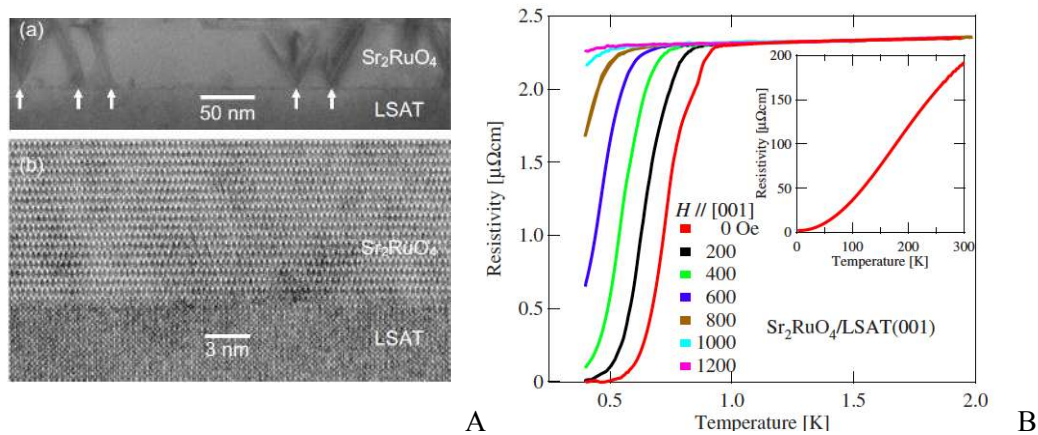 (a)
Sr₂RuO₄
50 nm
LSAT
(b)
Sr₂RuO₄
LSAT
3 nm
A
2.5
2.0
1.5
1.0
0.5
0
Resistivity [μΩcm]
0.5
1.0
1.5
2.0
Temperature [K]
H // [001]
0 Oe
200
400
600
800
1000
1200
Sr₂RuO₄/LSAT(001)
200
150
100
50
0
Resistivity [μΩcm]
0
100
200
300
Temperature [K]
B